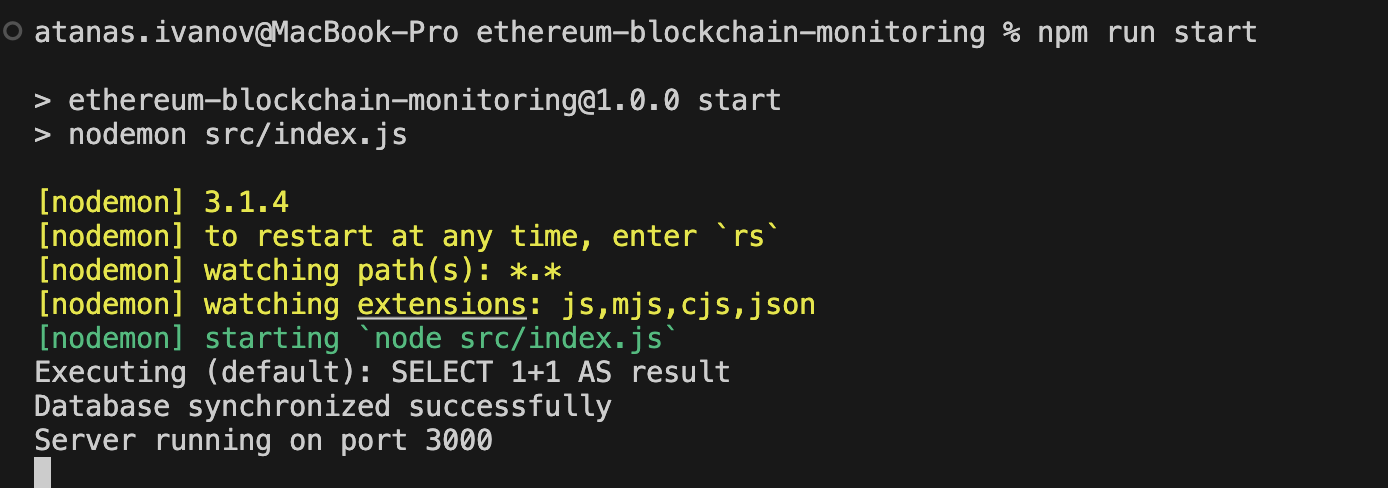 atanas.ivanov@MacBook-Pro ethereum-blockchain-monitoring % npm run start
> ethereum-blockchain-monitoring@1.0.0 start
> nodemon src/index.js
[nodemon] 3.1.4
[nodemon] to restart at any time, enter `rs`
[nodemon] watching path(s): *.*
[nodemon] watching extensions: js,mjs,cjs,json
[nodemon] starting `node src/index.js`
Executing (default): SELECT 1+1 AS result
Database synchronized successfully
Server running on port 3000